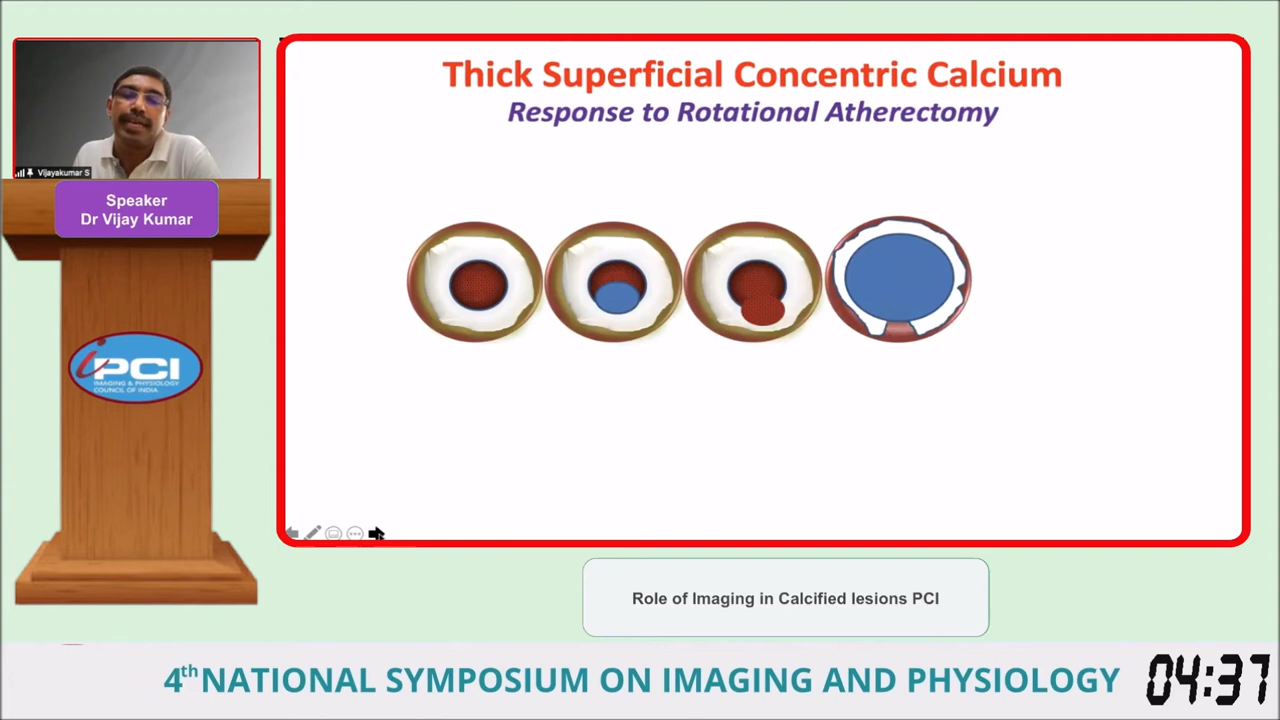 Thick Superficial Concentric Calcium
Response to Rotational Atherectomy
Vijayakumar S
Speaker
Dr Vijay Kumar
iPCI
IMAGING & PHYSIOLOGY
COUNCIL OF INDIA
Role of Imaging in Calcified lesions PCI
4th NATIONAL SYMPOSIUM ON IMAGING AND PHYSIOLOGY
04:37